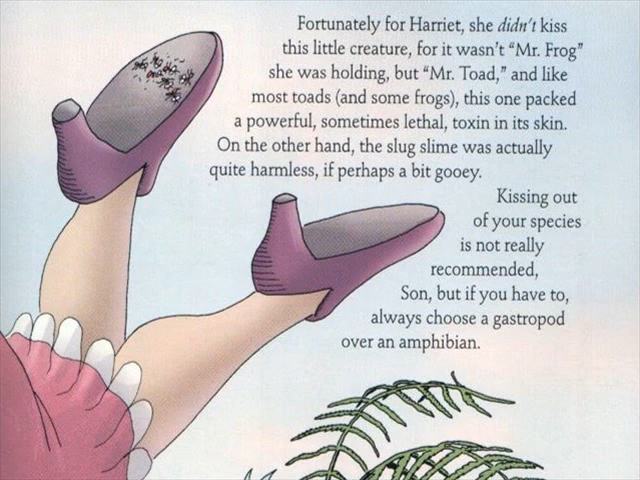 Fortunately for Harriet, she didn't kiss
this little creature, for it wasn't “Mr. Frog”
she was holding, but “Mr. Toad,” and like
most toads (and some frogs), this one packed
a powerful, sometimes lethal, toxin in its skin.
On the other hand, the slug slime was actually
quite harmless, if perhaps a bit gooey.
Kissing out
of your species
is not really
recommended,
Son, but if you have to,
always choose a gastropod
over an amphibian.